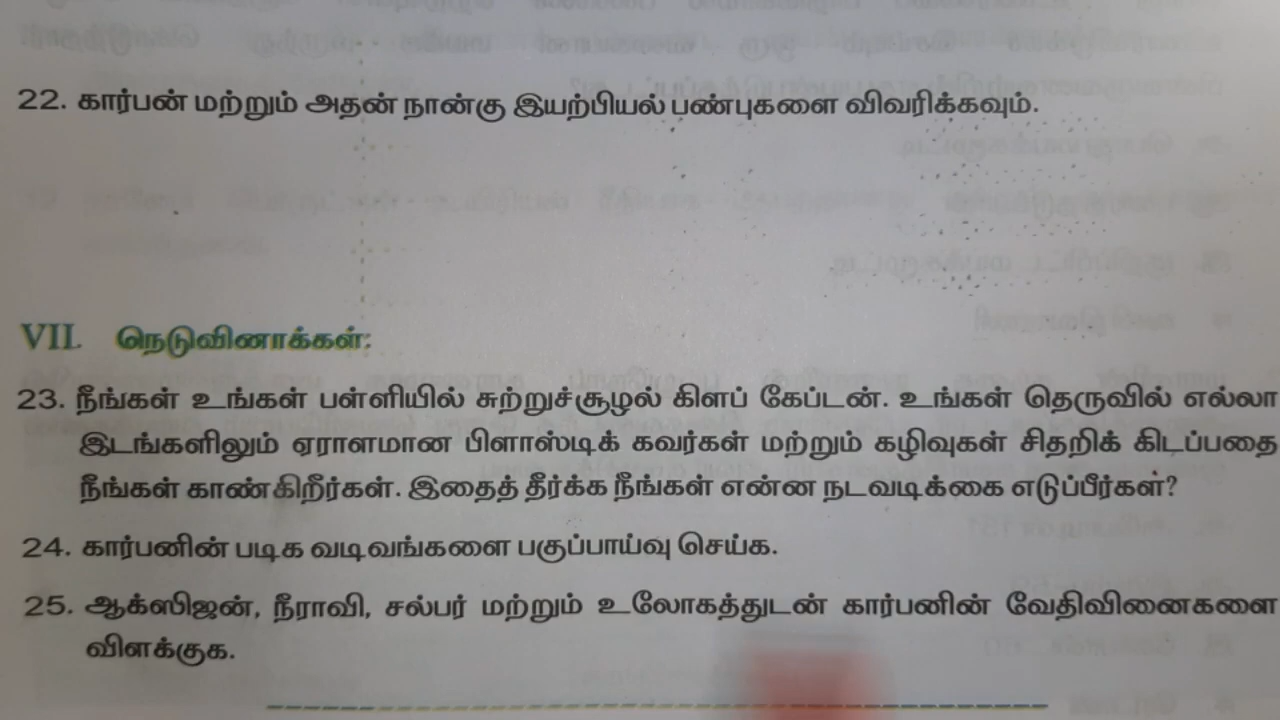 22. கார்பன் மற்றும் அதன் நான்கு இயற்பியல் பண்புகளை விவரிக்கவும்.
VII. நெடுவினாக்கள்:
23. நீங்கள் உங்கள் பள்ளியில் சுற்றுச்சூழல் கிளப் கேப்டன். உங்கள் தெருவில் எல்லா
இடங்களிலும் ஏராளமான பிளாஸ்டிக் கவர்கள் மற்றும் கழிவுகள் சிதறிக் கிடப்பதை
நீங்கள் காண்கிறீர்கள். இதைத் தீர்க்க நீங்கள் என்ன நடவடிக்கை எடுப்பீர்கள்?
24. கார்பனின் படிக வடிவங்களை பகுப்பாய்வு செய்க.
25. ஆக்ஸிஜன், நீராவி, சல்பர் மற்றும் உலோகத்துடன் கார்பனின் வேதிவினைகளை
விளக்குக.